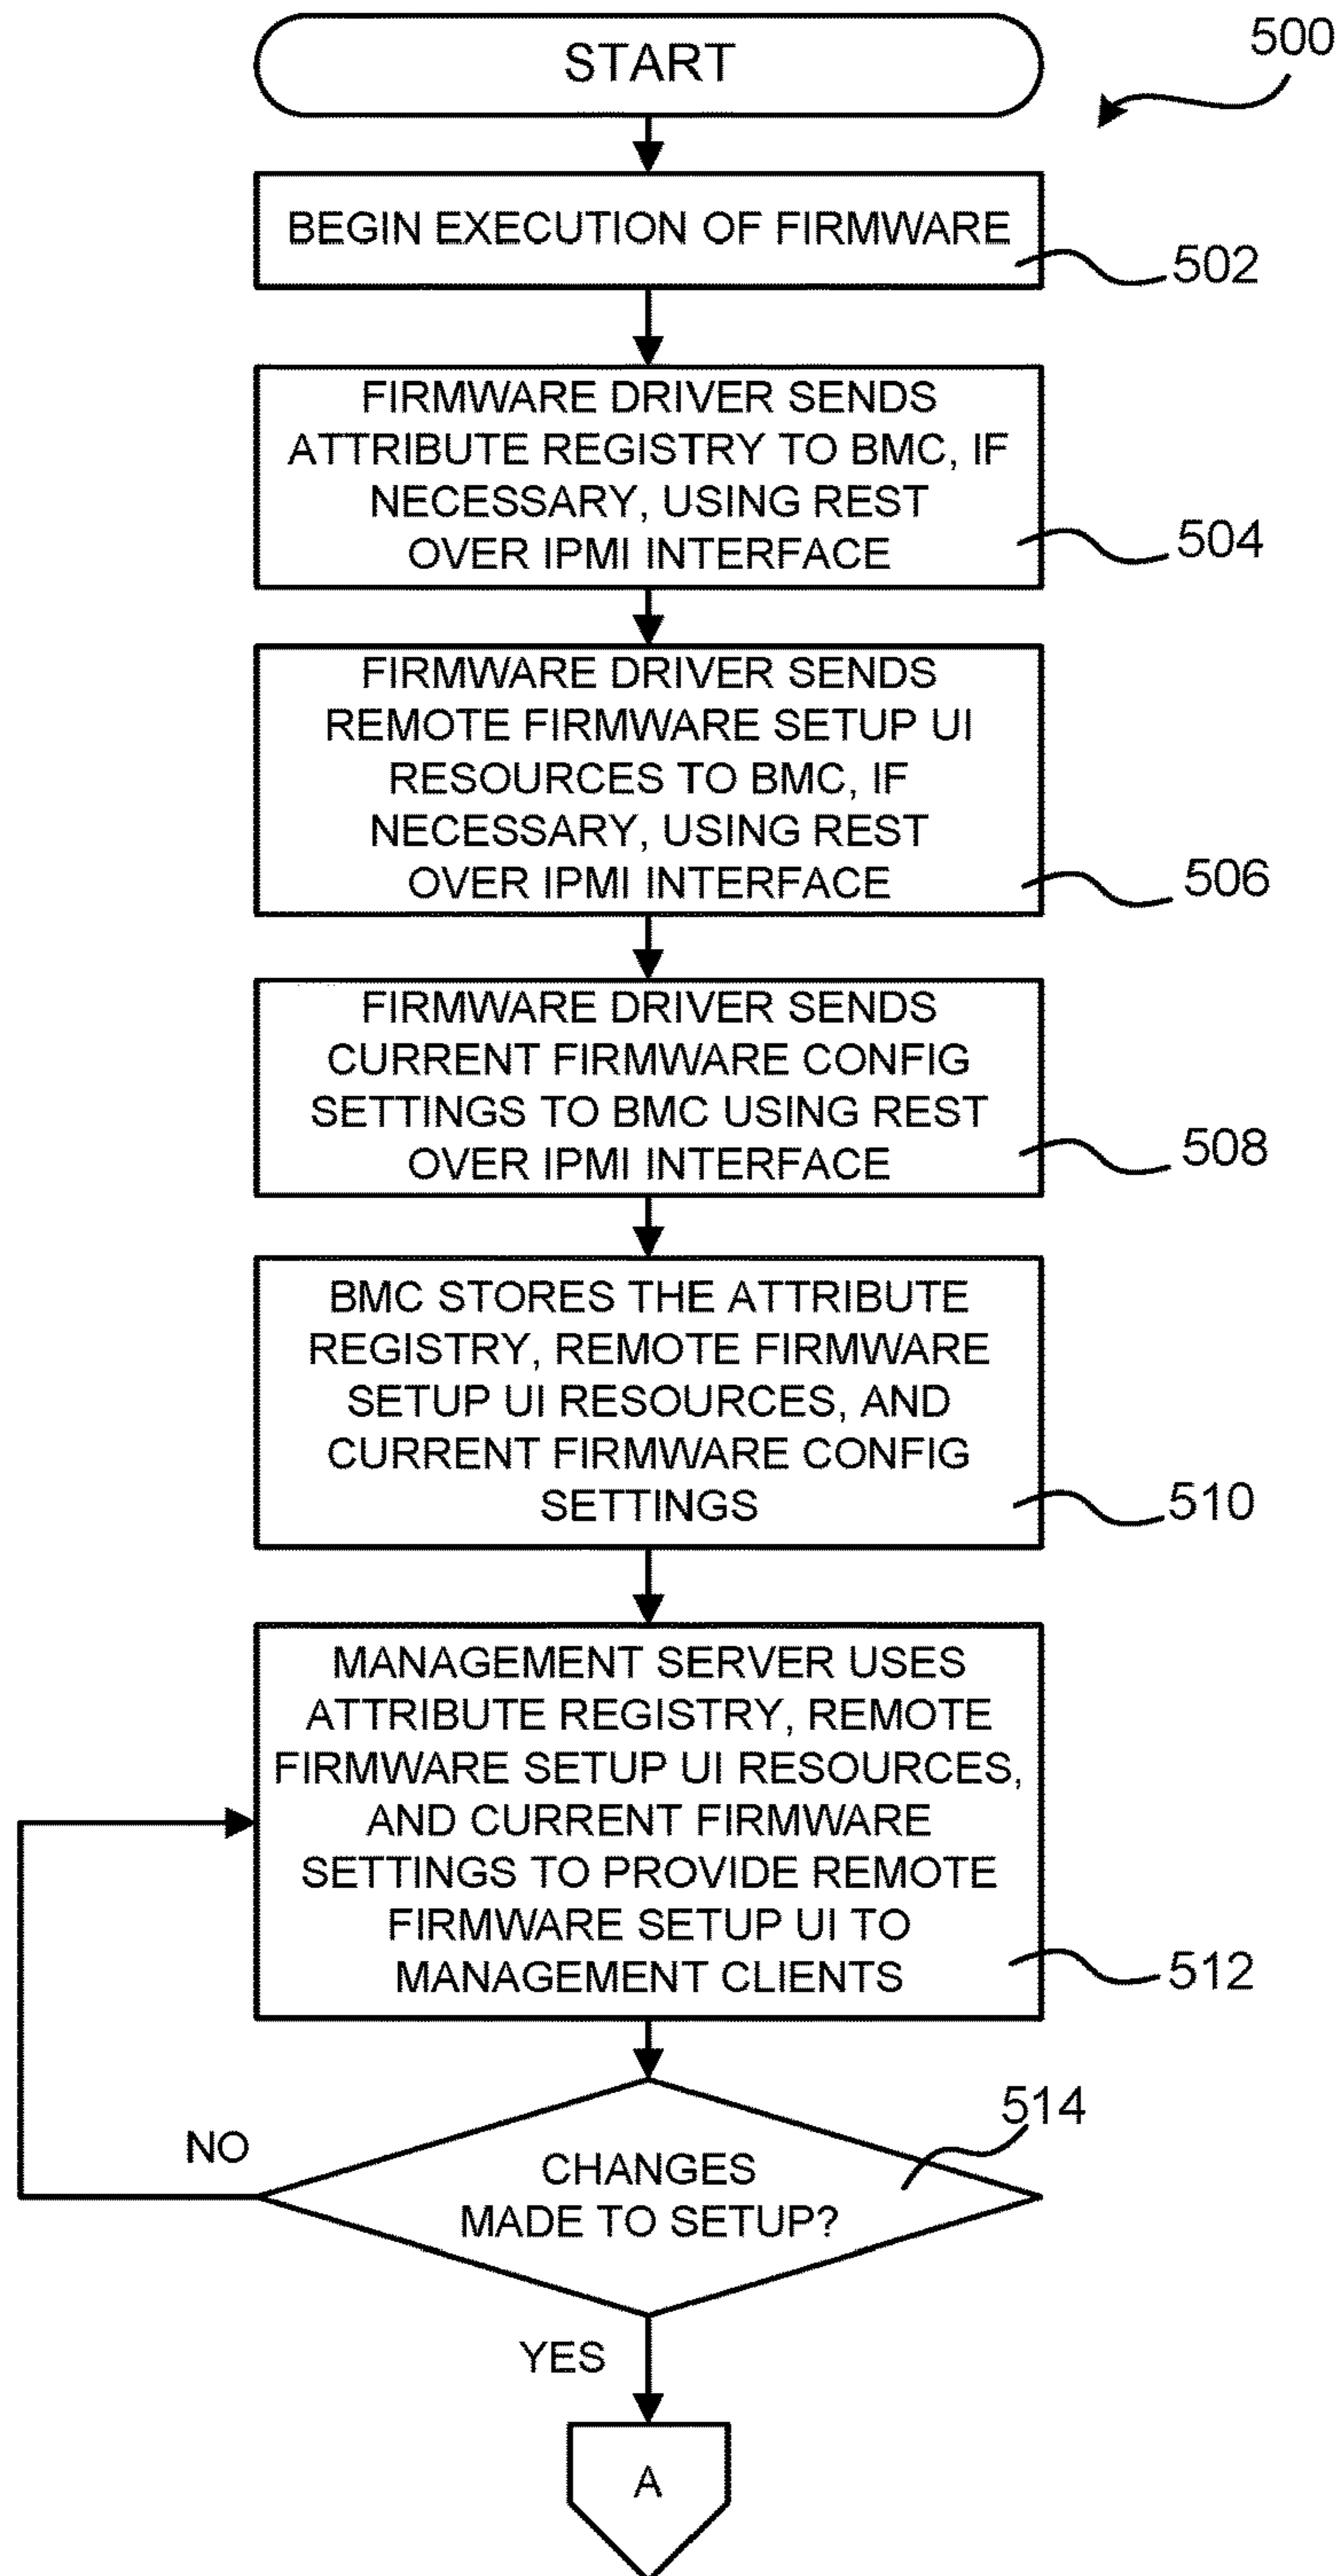 START
500
BEGIN EXECUTION OF FIRMWARE
502
FIRMWARE DRIVER SENDS
ATTRIBUTE REGISTRY TO BMC, IF
NECESSARY, USING REST
OVER IPMI INTERFACE
504
FIRMWARE DRIVER SENDS
REMOTE FIRMWARE SETUP UI
RESOURCES TO BMC, IF
NECESSARY, USING REST
OVER IPMI INTERFACE
506
FIRMWARE DRIVER SENDS
CURRENT FIRMWARE CONFIG
SETTINGS TO BMC USING REST
OVER IPMI INTERFACE
508
BMC STORES THE ATTRIBUTE
REGISTRY, REMOTE FIRMWARE
SETUP UI RESOURCES, AND
CURRENT FIRMWARE CONFIG
SETTINGS
510
MANAGEMENT SERVER USES
ATTRIBUTE REGISTRY, REMOTE
FIRMWARE SETUP UI RESOURCES,
AND CURRENT FIRMWARE
SETTINGS TO PROVIDE REMOTE
FIRMWARE SETUP UI TO
MANAGEMENT CLIENTS
512
514
NO
CHANGES
MADE TO SETUP?
YES
A